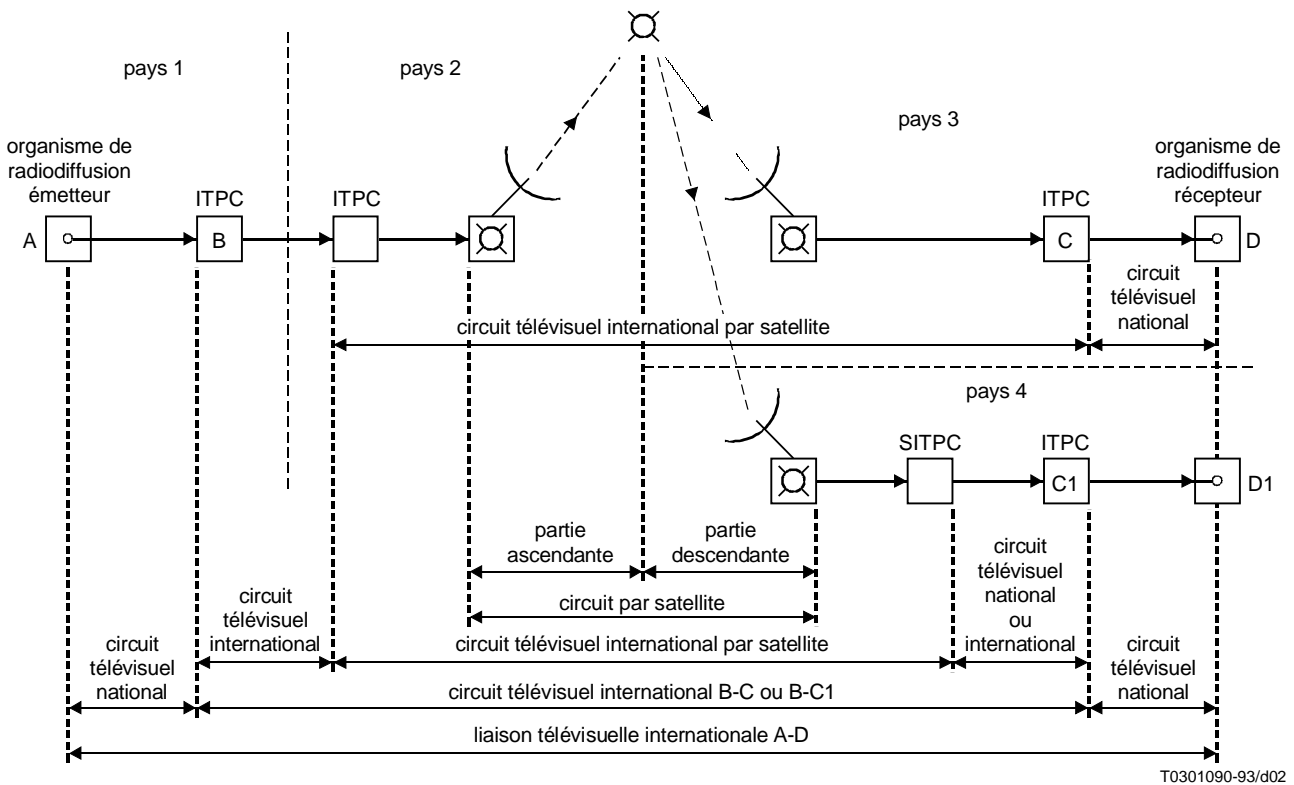 pays 1
pays 2
pays 3
organisme de
radiodiffusion
émetteur
organisme de
radiodiffusion
récepteur
ITPC
ITPC
ITPC
A
B
C
D
circuit
télévisuel
national
circuit télévisuel international par satellite
pays 4
SITPC
ITPC
C1
D1
partie
ascendante
partie
descendante
circuit
télévisuel
national
ou
international
circuit par satellite
circuit
télévisuel
international
circuit télévisuel international par satellite
circuit
télévisuel
national
circuit
télévisuel
national
circuit télévisuel international B-C ou B-C1
liaison télévisuelle internationale A-D
T0301090-93/d02